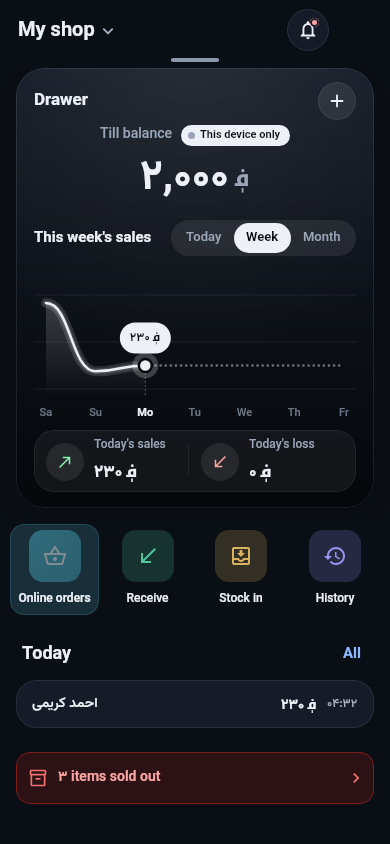 My shop
Drawer
Till balance
This device only
۲,۰۰۰ ؋
This week's sales
Today
Week
Month
۲۳۰ ؋
Sa
Su
Mo
Tu
We
Th
Fr
Today's sales
۲۳۰ ؋
Today's loss
۰ ؋
Online orders
Receive
Stock in
History
Today
All
احمد کریمی
۲۳۰ ؋
۰۴:۳۲
۳ items sold out